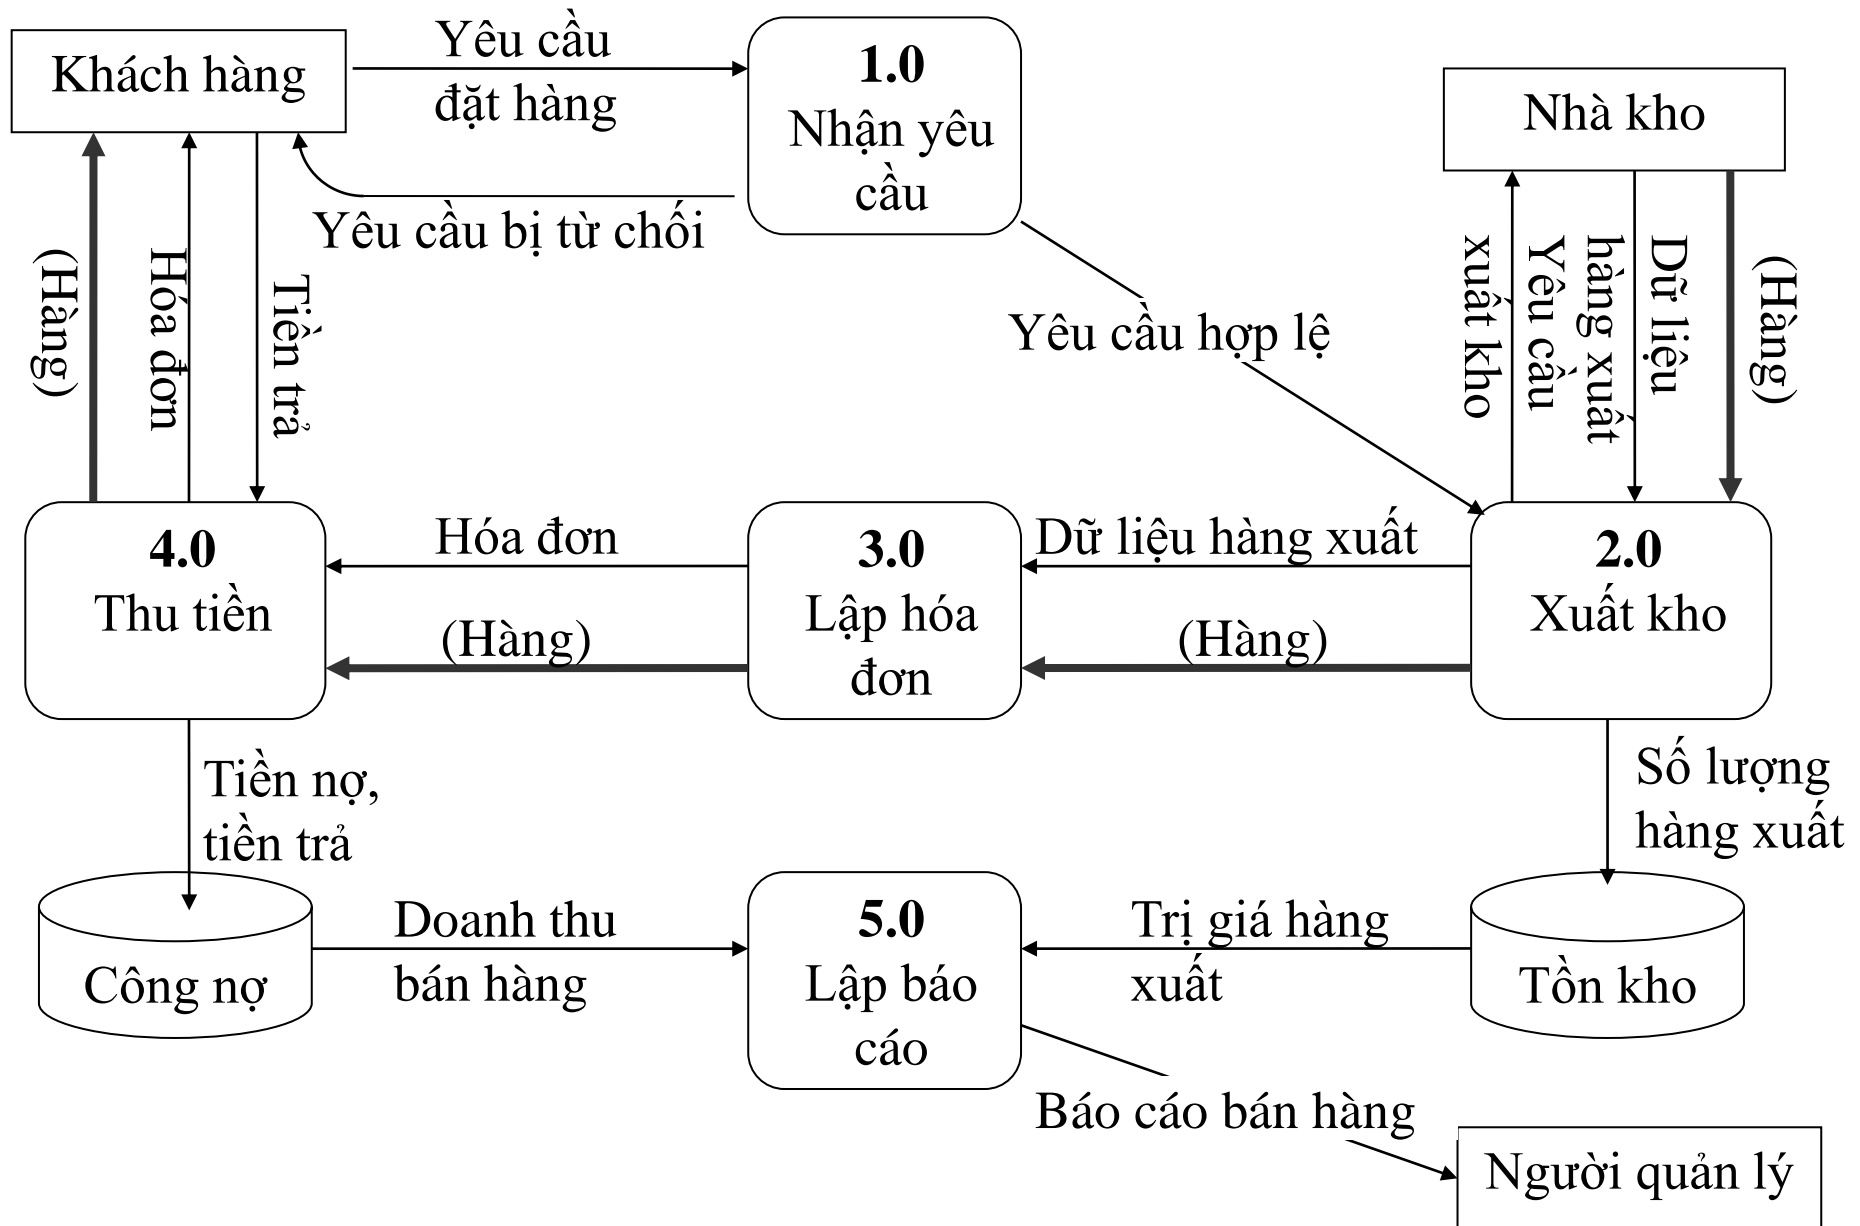 Khách hàng
Yêu cầu
đặt hàng
1.0
Nhận yêu
cầu
Nhà kho
Yêu cầu bị từ chối
(Hàng)
Hóa đơn
Tiền trả
Yêu cầu hợp lệ
Yêu cầu
xuất kho
Dữ liệu
hàng xuất
(Hàng)
4.0
Thu tiền
Hóa đơn
(Hàng)
3.0
Lập hóa
đơn
Dữ liệu hàng xuất
(Hàng)
2.0
Xuất kho
Tiền nợ,
tiền trả
Số lượng
hàng xuất
Công nợ
Doanh thu
bán hàng
5.0
Lập báo
cáo
Trị giá hàng
xuất
Tồn kho
Báo cáo bán hàng
Người quản lý